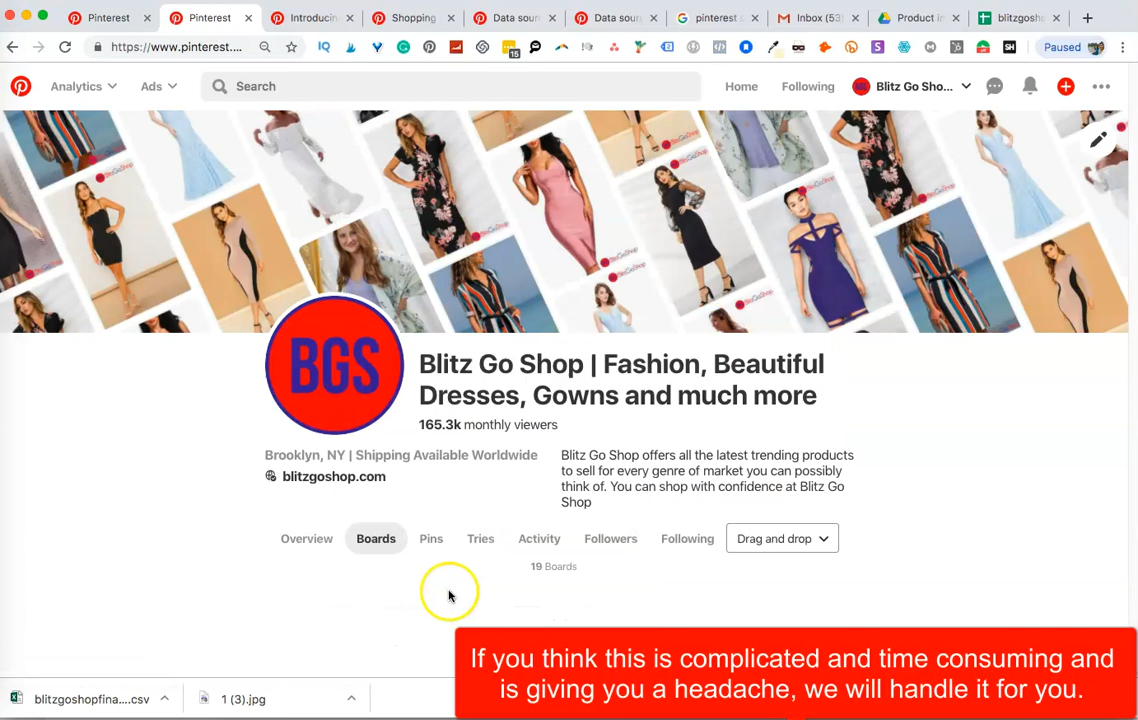 Pinterest
Pinterest
Introducin
Shopping
Data sour
Data sour
pinterest
Inbox (53)
Product in
blitzgosho
https://www.pinterest....
15
Paused
Analytics
Ads
Search
Home
Following
Blitz Go Sho...
BGS
Blitz Go Shop | Fashion, Beautiful
Dresses, Gowns and much more
165.3k monthly viewers
Brooklyn, NY | Shipping Available Worldwide
blitzgoshop.com
Blitz Go Shop offers all the latest trending products
to sell for every genre of market you can possibly
think of. You can shop with confidence at Blitz Go
Shop
Overview
Boards
Pins
Tries
Activity
Followers
Following
Drag and drop
19 Boards
If you think this is complicated and time consuming and
is giving you a headache, we will handle it for you.
blitzgoshopfina....csv
1 (3).jpg